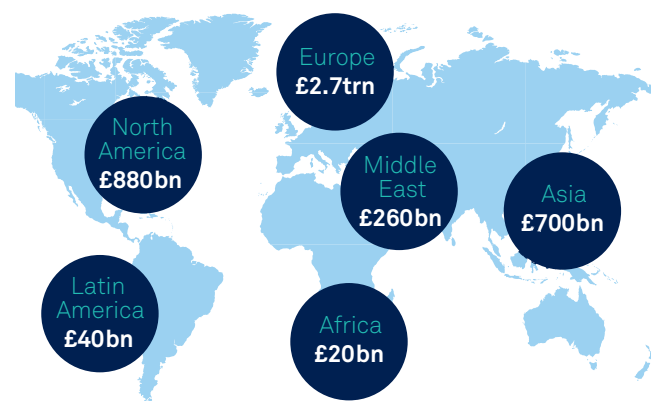 Europe
£2.7trn
North
America
£880bn
Middle
East
£260bn
Asia
£700bn
Latin
America
£40bn
Africa
£20bn